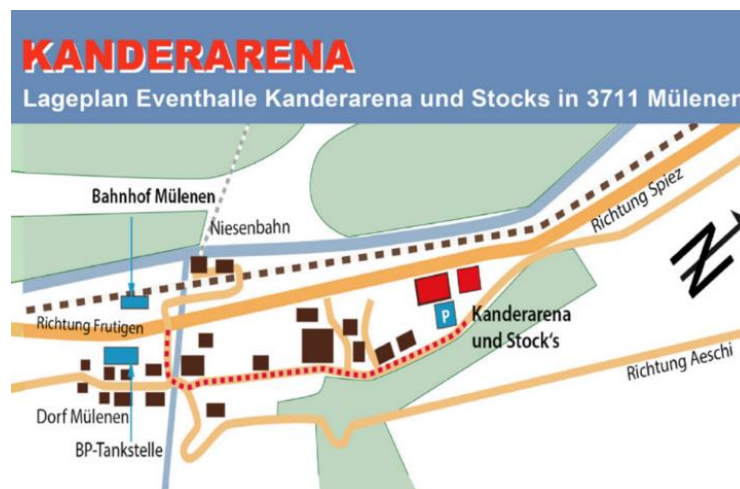 KANDERARENA
Lageplan Eventhalle Kanderarena und Stocks in 3711 Mülenen
Bahnhof Mülenen
Niesenbahn
Richtung Spiez
N
Richtung Frutigen
P
Kanderarena
und Stock's
Richtung Aeschi
Dorf Mülenen
BP-Tankstelle